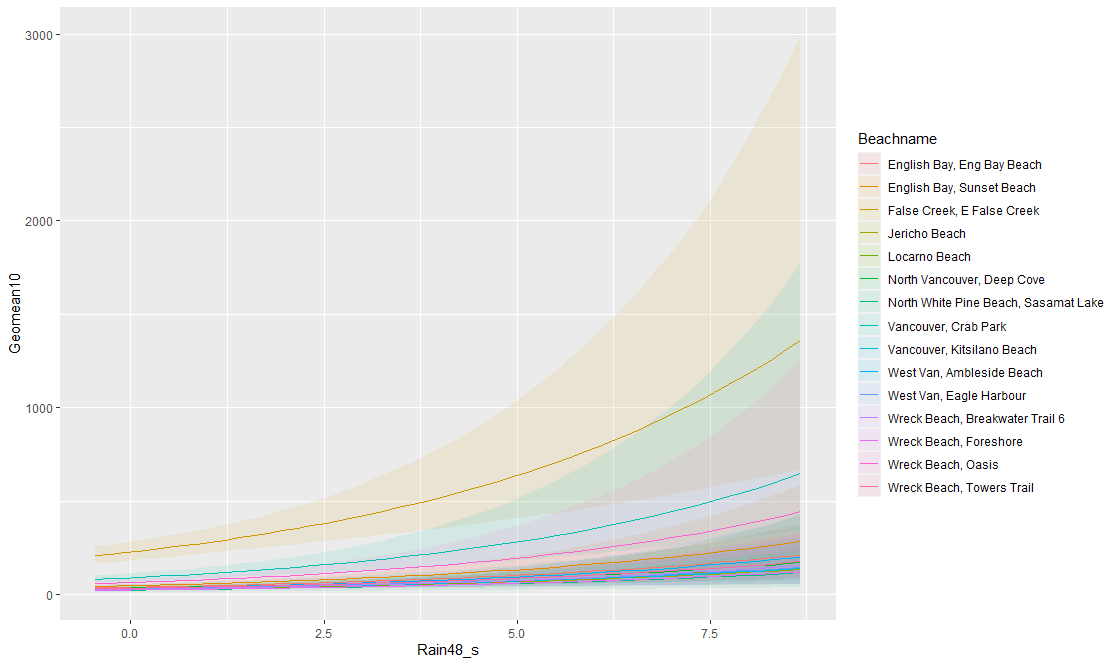 3000
2000
1000
0
Geomean10
0.0
2.5
5.0
7.5
Rain48_s
Beachname
English Bay, Eng Bay Beach
English Bay, Sunset Beach
False Creek, E False Creek
Jericho Beach
Locarno Beach
North Vancouver, Deep Cove
North White Pine Beach, Sasamat Lake
Vancouver, Crab Park
Vancouver, Kitsilano Beach
West Van, Ambleside Beach
West Van, Eagle Harbour
Wreck Beach, Breakwater Trail 6
Wreck Beach, Foreshore
Wreck Beach, Oasis
Wreck Beach, Towers Trail